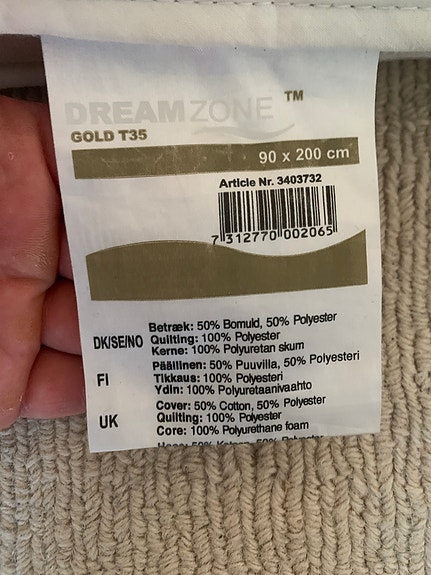 DREAMZONE ™
GOLD T35
90 x 200 cm
Article Nr. 3403732
7 312770 002065
DK/SE/NO
Betræk: 50% Bomuld, 50% Polyester
Quilting: 100% Polyester
Kerne: 100% Polyuretan skum
FI
Päällinen: 50% Puuvilla, 50% Polyesteri
Tikkaus: 100% Polyesteri
Ydin: 100% Polyuretaanivaahto
UK
Cover: 50% Cotton, 50% Polyester
Quilting: 100% Polyester
Core: 100% Polyurethane foam